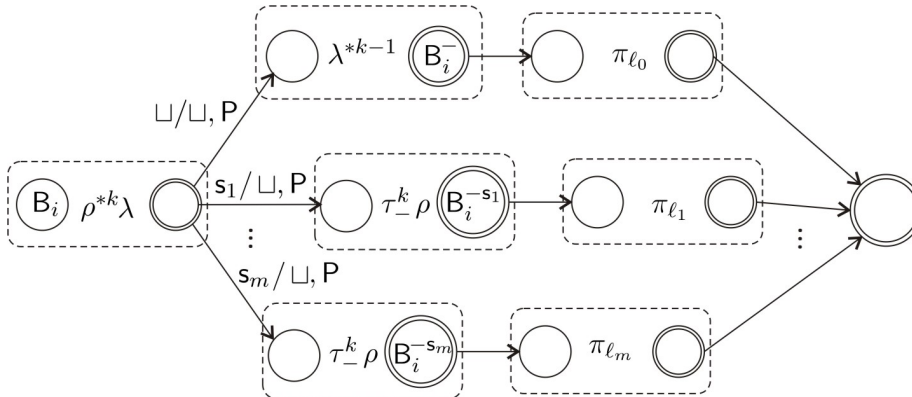 λ*k−1 B_i^− π_ℓ0
⊔/⊔, P
B_i ρ*kλ s_1/⊔, P τ_−^k ρ B_i^−s_1 π_ℓ1
⋮ ⋮
s_m/⊔, P
τ_−^k ρ B_i^−s_m π_ℓm